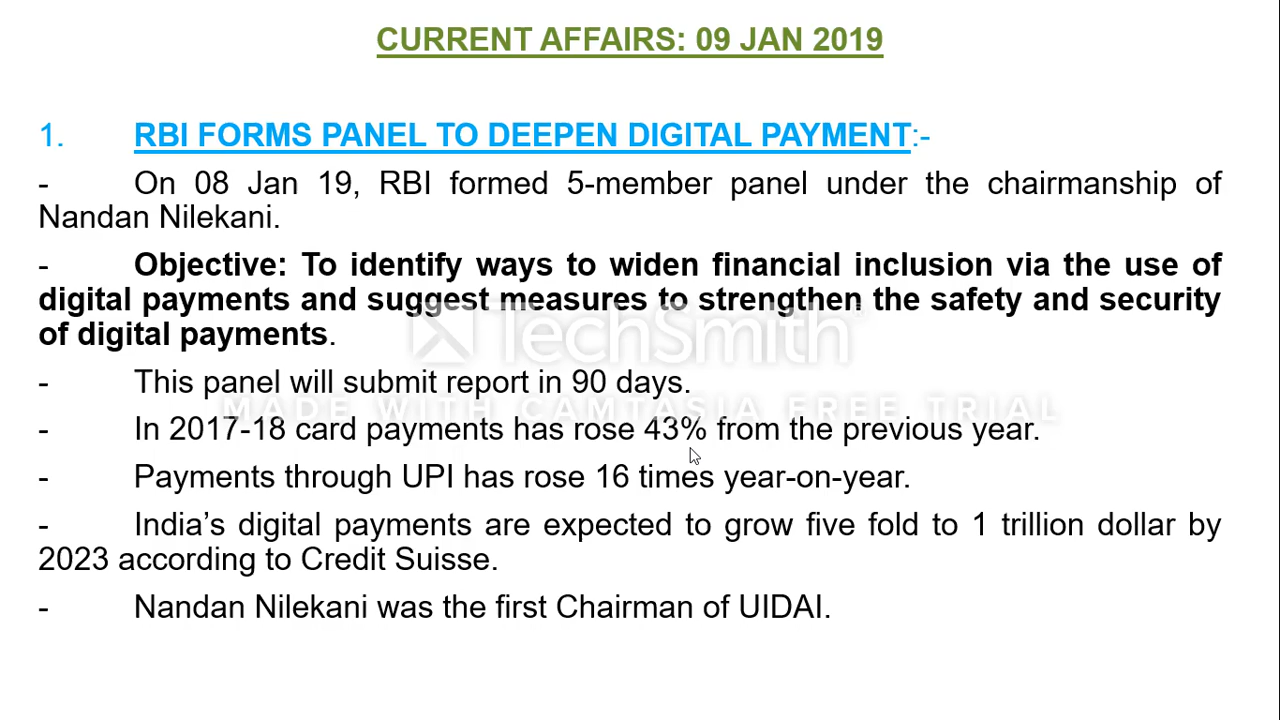 CURRENT AFFAIRS: 09 JAN 2019
1. RBI FORMS PANEL TO DEEPEN DIGITAL PAYMENT:-
- On 08 Jan 19, RBI formed 5-member panel under the chairmanship of
Nandan Nilekani.
- Objective: To identify ways to widen financial inclusion via the use of
digital payments and suggest measures to strengthen the safety and security
of digital payments.
TechSmith
- This panel will submit report in 90 days.
MADE WITH CAMTASIA FREE TRIAL
- In 2017-18 card payments has rose 43% from the previous year.
- Payments through UPI has rose 16 times year-on-year.
- India’s digital payments are expected to grow five fold to 1 trillion dollar by
2023 according to Credit Suisse.
- Nandan Nilekani was the first Chairman of UIDAI.